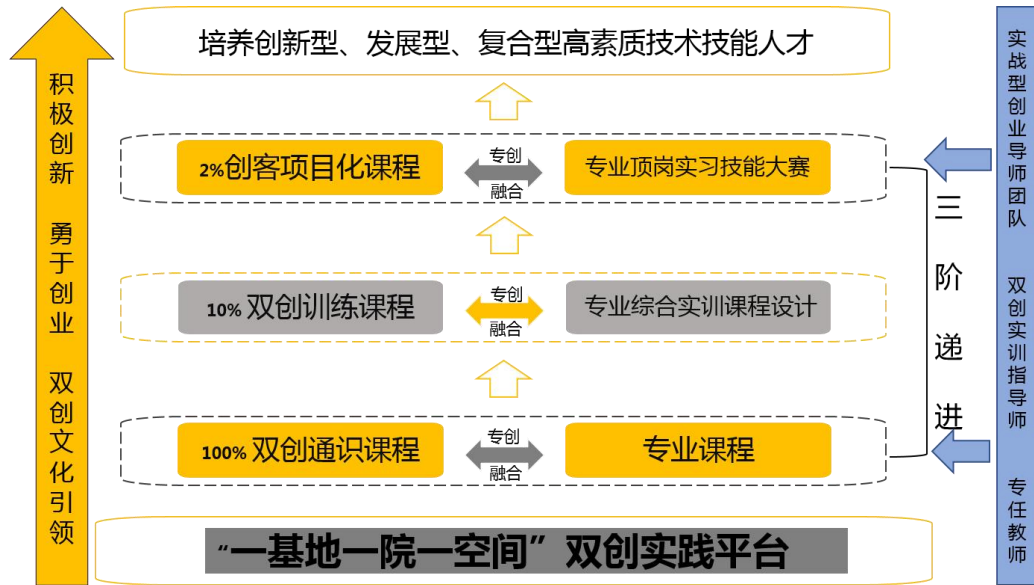 培养创新型、发展型、复合型高素质技术技能人才
积极创新 勇于创业 双创文化引领
2%创客项目化课程
专创
融合
专业顶岗实习技能大赛
10% 双创训练课程
专创
融合
专业综合实训课程设计
100% 双创通识课程
专创
融合
专业课程
三阶递进
实战型创业导师团队 双创实训指导师 专任教师
“一基地一院一空间”双创实践平台